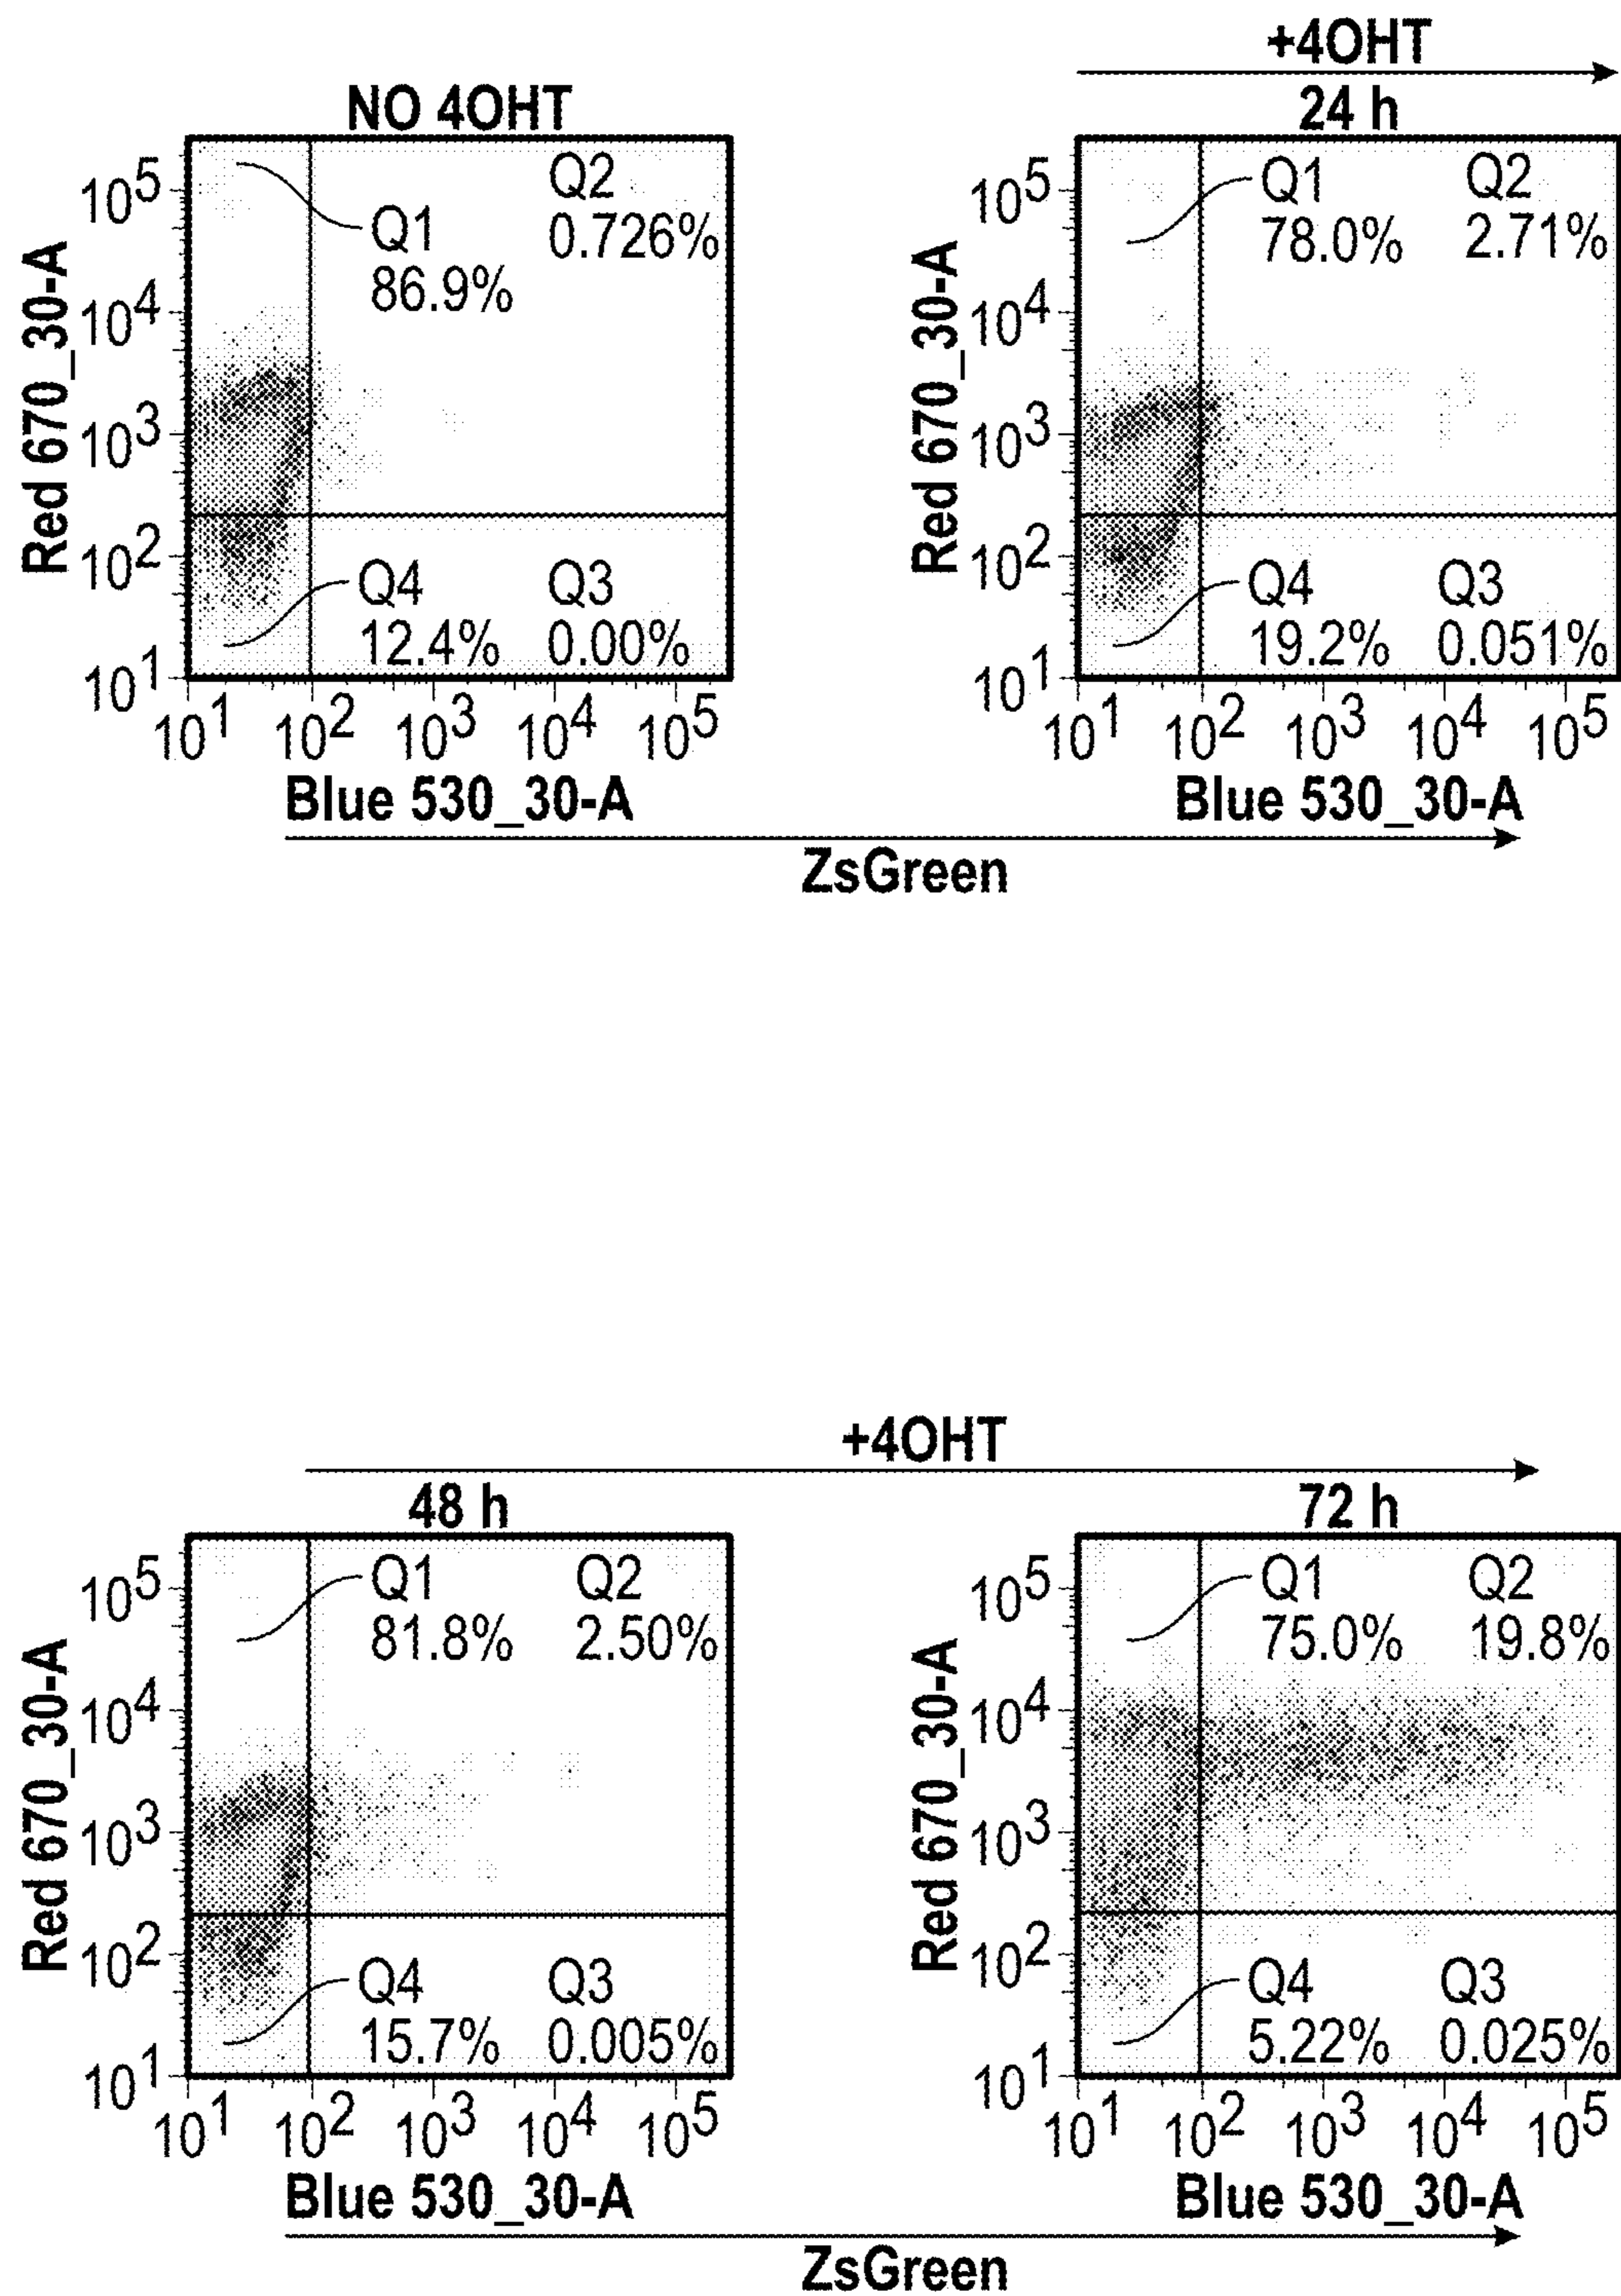 +4OHT
NO 4OHT
24 h
Red 670_30-A
10^5
10^4
10^3
10^2
10^1
Q1
86.9%
Q2
0.726%
Q4
12.4%
Q3
0.00%
10^1 10^2 10^3 10^4 10^5
Blue 530_30-A
Red 670_30-A
10^5
10^4
10^3
10^2
10^1
Q1
78.0%
Q2
2.71%
Q4
19.2%
Q3
0.051%
10^1 10^2 10^3 10^4 10^5
Blue 530_30-A
ZsGreen
+4OHT
48 h
72 h
Red 670_30-A
10^5
10^4
10^3
10^2
10^1
Q1
81.8%
Q2
2.50%
Q4
15.7%
Q3
0.005%
10^1 10^2 10^3 10^4 10^5
Blue 530_30-A
Red 670_30-A
10^5
10^4
10^3
10^2
10^1
Q1
75.0%
Q2
19.8%
Q4
5.22%
Q3
0.025%
10^1 10^2 10^3 10^4 10^5
Blue 530_30-A
ZsGreen